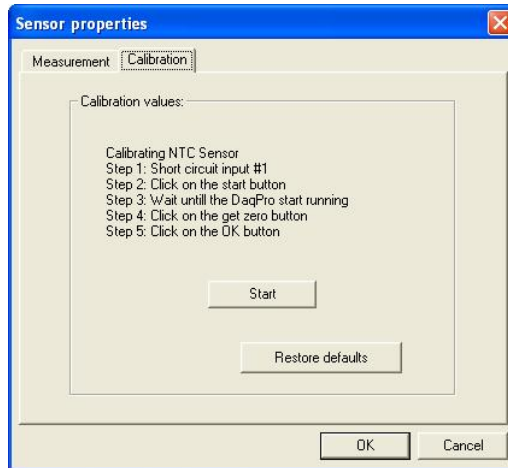 Sensor properties
Measurement Calibration
Calibration values:
Calibrating NTC Sensor
Step 1: Short circuit input #1
Step 2: Click on the start button
Step 3: Wait untill the DaqPro start running
Step 4: Click on the get zero button
Step 5: Click on the OK button
Start
Restore defaults
OK Cancel